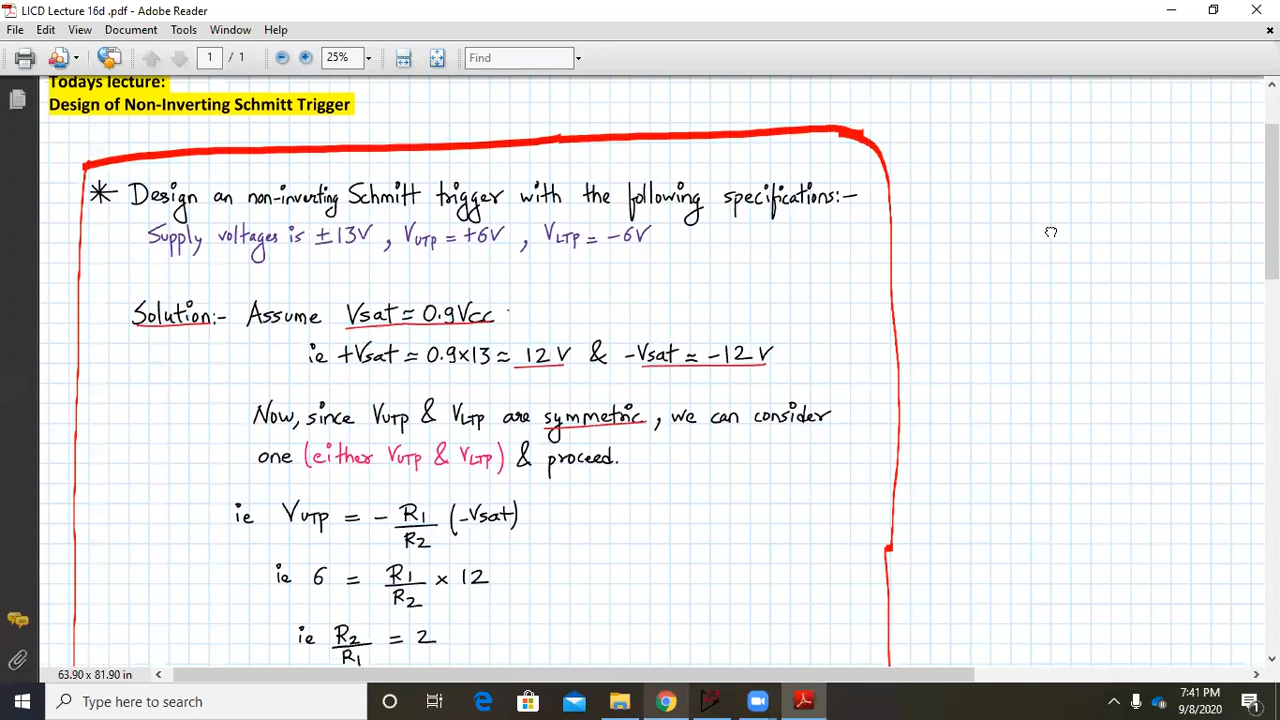 LICD Lecture 16d .pdf - Adobe Reader
File Edit View Document Tools Window Help
1 / 1 25% Find
Todays lecture:
Design of Non-Inverting Schmitt Trigger
* Design an non-inverting Schmitt trigger with the following specifications:-
Supply voltages is ±13V, VUTP = +6V, VLTP = -6V
Solution:- Assume Vsat ≃ 0.9VCC
ie +Vsat ≃ 0.9×13 ≃ 12 V & -Vsat ≃ -12 V
Now, since VUTP & VLTP are symmetric, we can consider
one (either VUTP & VLTP) & proceed.
ie VUTP = - R1/R2 (-Vsat)
ie 6 = R1/R2 × 12
ie R2/R1 = 2
63.90 x 81.90 in
Type here to search
7:41 PM
9/8/2020
1